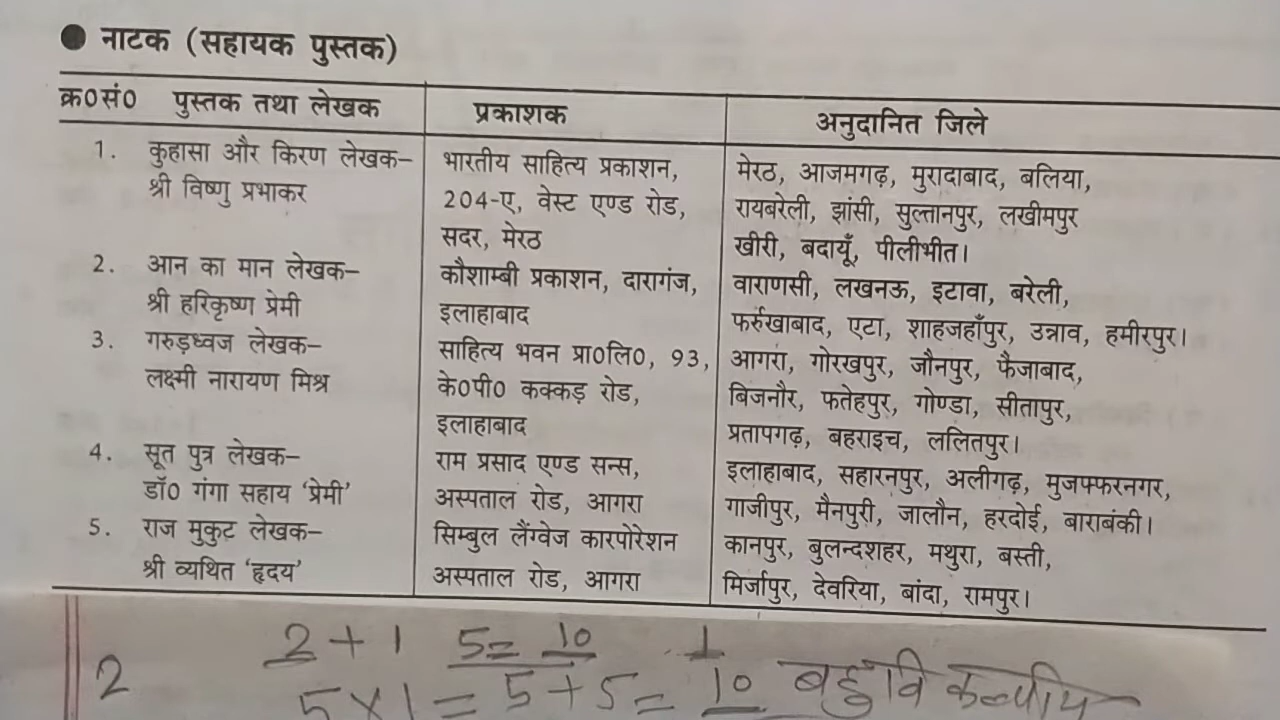 ● नाटक (सहायक पुस्तक)
क्र0सं0 पुस्तक तथा लेखक प्रकाशक अनुदानित जिले
1. कुहासा और किरण लेखक– भारतीय साहित्य प्रकाशन, मेरठ, आजमगढ़, मुरादाबाद, बलिया,
श्री विष्णु प्रभाकर 204-ए, वेस्ट एण्ड रोड, रायबरेली, झांसी, सुल्तानपुर, लखीमपुर
सदर, मेरठ खीरी, बदायूँ, पीलीभीत।
2. आन का मान लेखक– कौशाम्बी प्रकाशन, दारागंज, वाराणसी, लखनऊ, इटावा, बरेली,
श्री हरिकृष्ण प्रेमी इलाहाबाद फर्रुखाबाद, एटा, शाहजहाँपुर, उन्नाव, हमीरपुर।
3. गरुड़ध्वज लेखक– साहित्य भवन प्रा0लि0, 93, आगरा, गोरखपुर, जौनपुर, फैजाबाद,
लक्ष्मी नारायण मिश्र के0पी0 कक्कड़ रोड, बिजनौर, फतेहपुर, गोण्डा, सीतापुर,
इलाहाबाद प्रतापगढ़, बहराइच, ललितपुर।
4. सूत पुत्र लेखक– राम प्रसाद एण्ड सन्स, इलाहाबाद, सहारनपुर, अलीगढ़, मुजफ्फरनगर,
डॉ0 गंगा सहाय ‘प्रेमी’ अस्पताल रोड, आगरा गाजीपुर, मैनपुरी, जालौन, हरदोई, बाराबंकी।
5. राज मुकुट लेखक– सिम्बुल लैंग्वेज कारपोरेशन कानपुर, बुलन्दशहर, मथुरा, बस्ती,
श्री व्यथित ‘हृदय’ अस्पताल रोड, आगरा मिर्जापुर, देवरिया, बांदा, रामपुर।
2 + 1 5= 10 1
2 5×1 = 5+5 = 10 बहुविकल्पीय